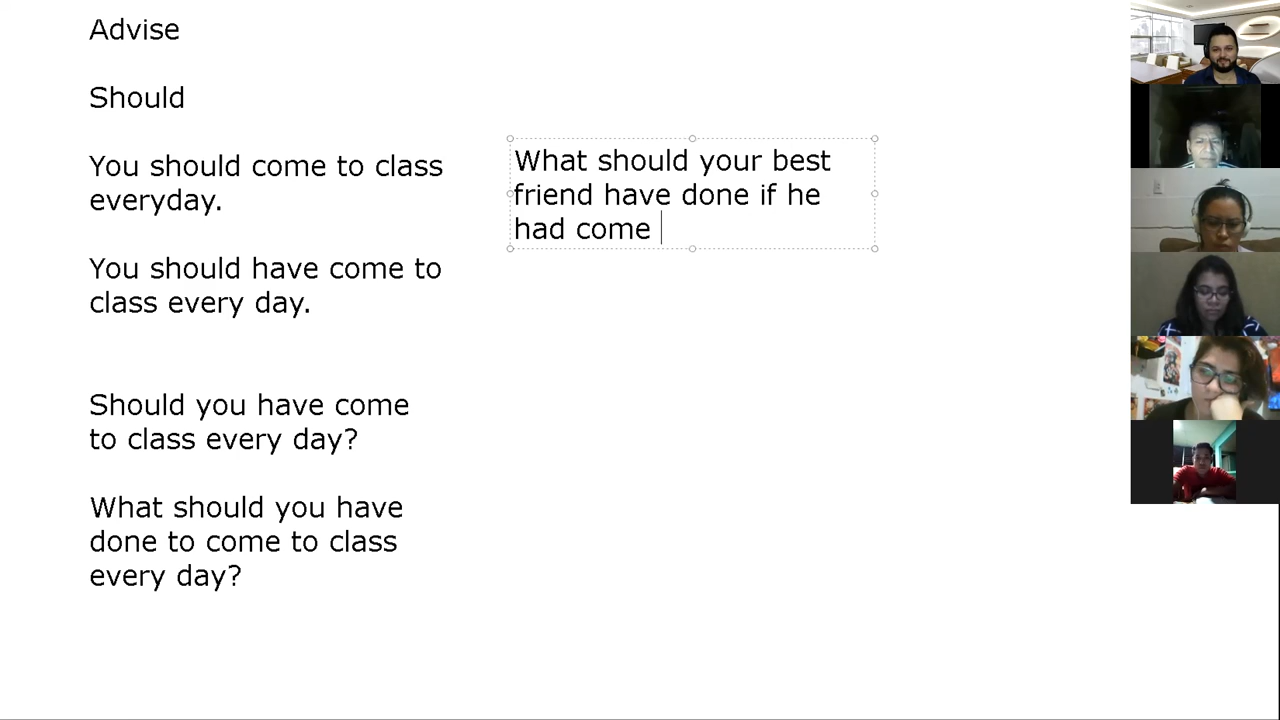 Advise
Should
You should come to class
everyday.
You should have come to
class every day.
Should you have come
to class every day?
What should you have
done to come to class
every day?
What should your best
friend have done if he
had come